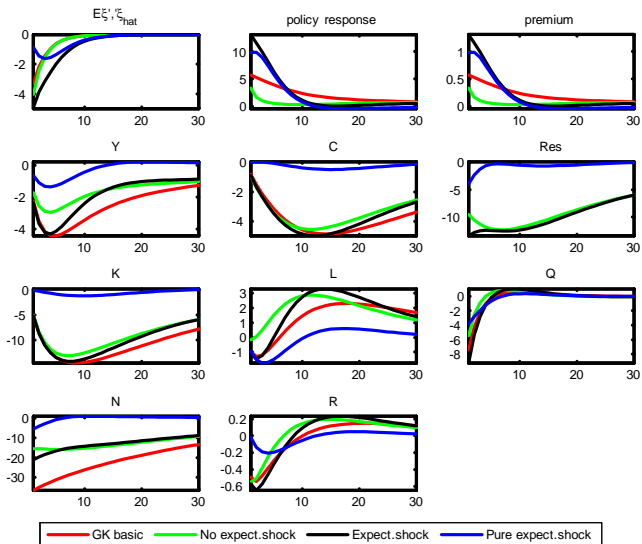 Eξ','ξhat policy response premium
0 -2 -4 10 20 30
10 5 0 10 20 30
1 0.5 0 10 20 30
Y C Res
0 -2 -4 10 20 30
0 -2 -4 10 20 30
0 -5 -10 10 20 30
K L Q
0 -5 -10 10 20 30
3 2 1 0 -1 10 20 30
0 -2 -4 -6 -8 10 20 30
N R
0 -10 -20 -30 10 20 30
0.2 0 -0.2 -0.4 -0.6 10 20 30
GK basic No expect.shock Expect.shock Pure expect.shock